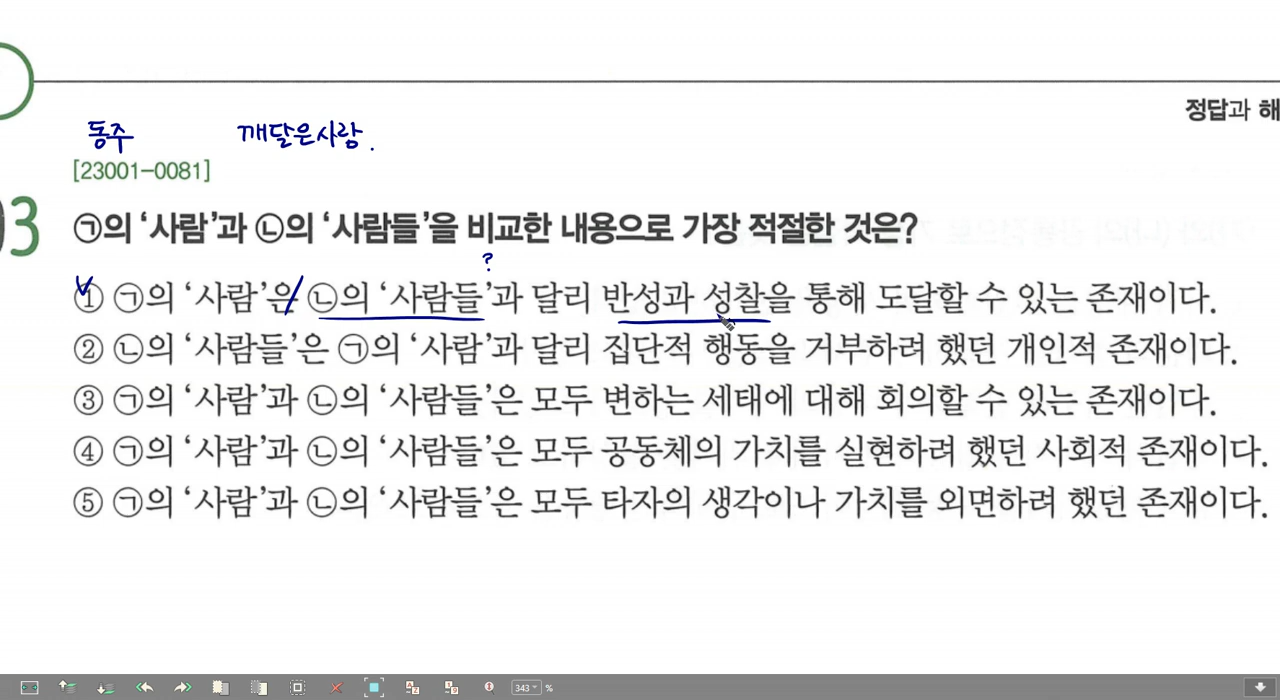 정답과 해
동주 깨달은사람.
[23001-0081]
03
㉠의 ‘사람’과 ㉡의 ‘사람들’을 비교한 내용으로 가장 적절한 것은?
?
① ㉠의 ‘사람’은 ㉡의 ‘사람들’과 달리 반성과 성찰을 통해 도달할 수 있는 존재이다.
② ㉡의 ‘사람들’은 ㉠의 ‘사람’과 달리 집단적 행동을 거부하려 했던 개인적 존재이다.
③ ㉠의 ‘사람’과 ㉡의 ‘사람들’은 모두 변하는 세태에 대해 회의할 수 있는 존재이다.
④ ㉠의 ‘사람’과 ㉡의 ‘사람들’은 모두 공동체의 가치를 실현하려 했던 사회적 존재이다.
⑤ ㉠의 ‘사람’과 ㉡의 ‘사람들’은 모두 타자의 생각이나 가치를 외면하려 했던 존재이다.
343 %